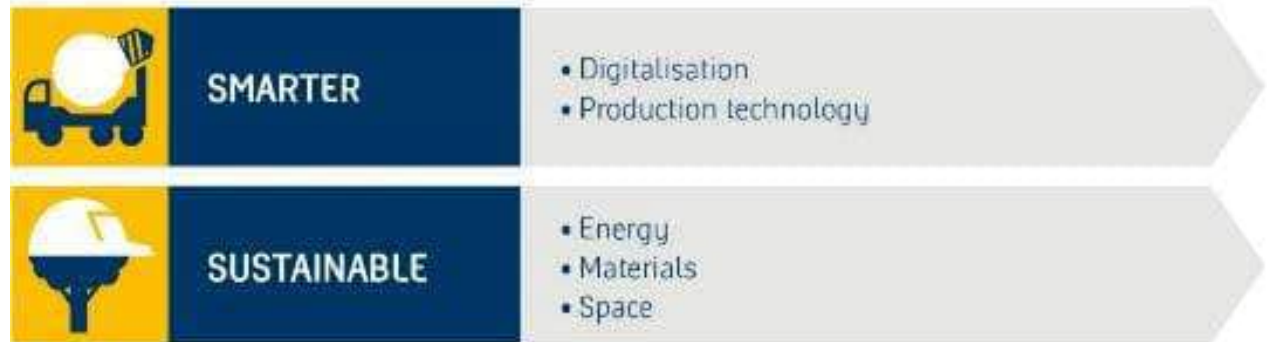 SMARTER
• Digitalisation
• Production technology
SUSTAINABLE
• Energy
• Materials
• Space